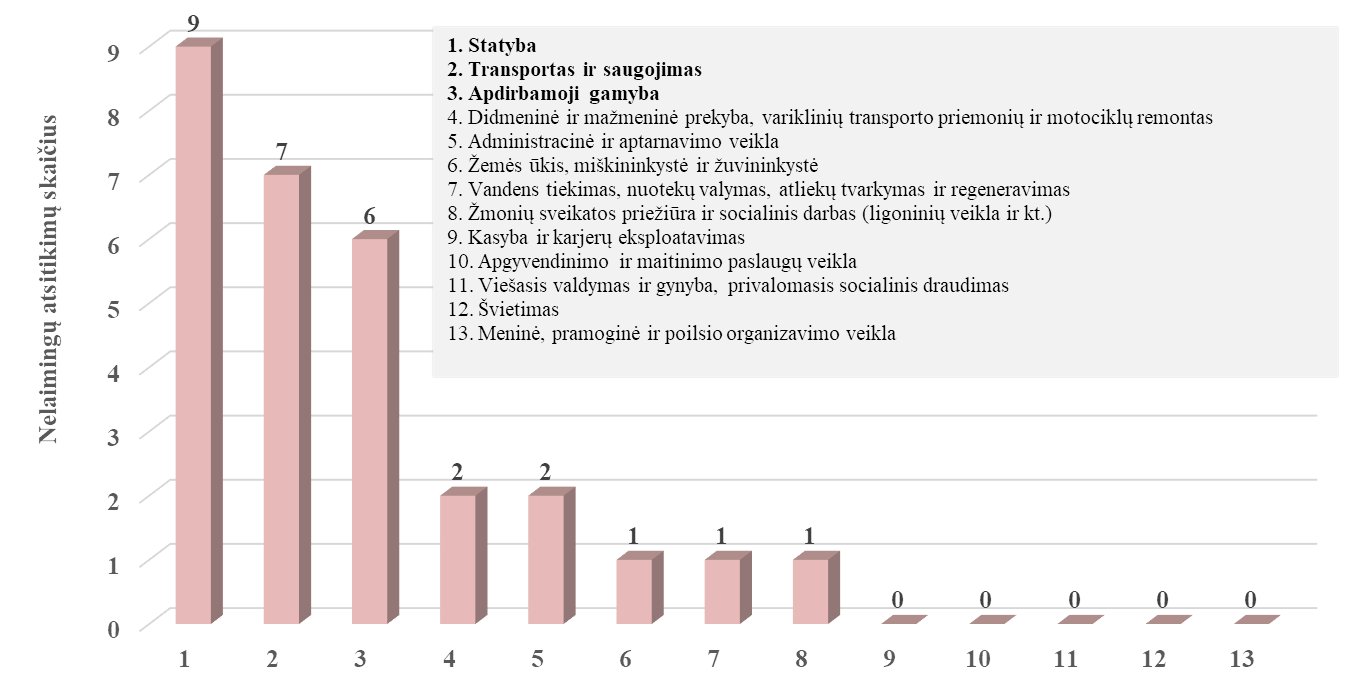 Nelaimingų atsitikimų skaičius
9
8
7
6
5
4
3
2
1
0
9
7
6
2
2
1
1
1
0
0
0
0
0
1. Statyba
2. Transportas ir saugojimas
3. Apdirbamoji gamyba
4. Didmeninė ir mažmeninė prekyba, variklinių transporto priemonių ir motociklų remontas
5. Administracinė ir aptarnavimo veikla
6. Žemės ūkis, miškininkystė ir žuvininkystė
7. Vandens tiekimas, nuotekų valymas, atliekų tvarkymas ir regeneravimas
8. Žmonių sveikatos priežiūra ir socialinis darbas (ligoninių veikla ir kt.)
9. Kasyba ir karjerų eksploatavimas
10. Apgyvendinimo ir maitinimo paslaugų veikla
11. Viešasis valdymas ir gynyba, privalomasis socialinis draudimas
12. Švietimas
13. Meninė, pramoginė ir poilsio organizavimo veikla
1 2 3 4 5 6 7 8 9 10 11 12 13